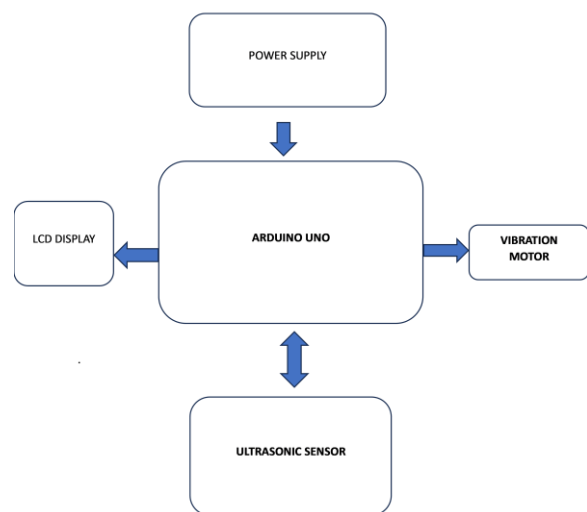 POWER SUPPLY
LCD DISPLAY
ARDUINO UNO
VIBRATION
MOTOR
ULTRASONIC SENSOR